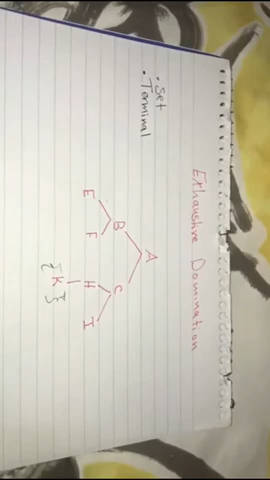 Exhaustive Domination
• Set
• Terminal
A
B C
E F H I
K